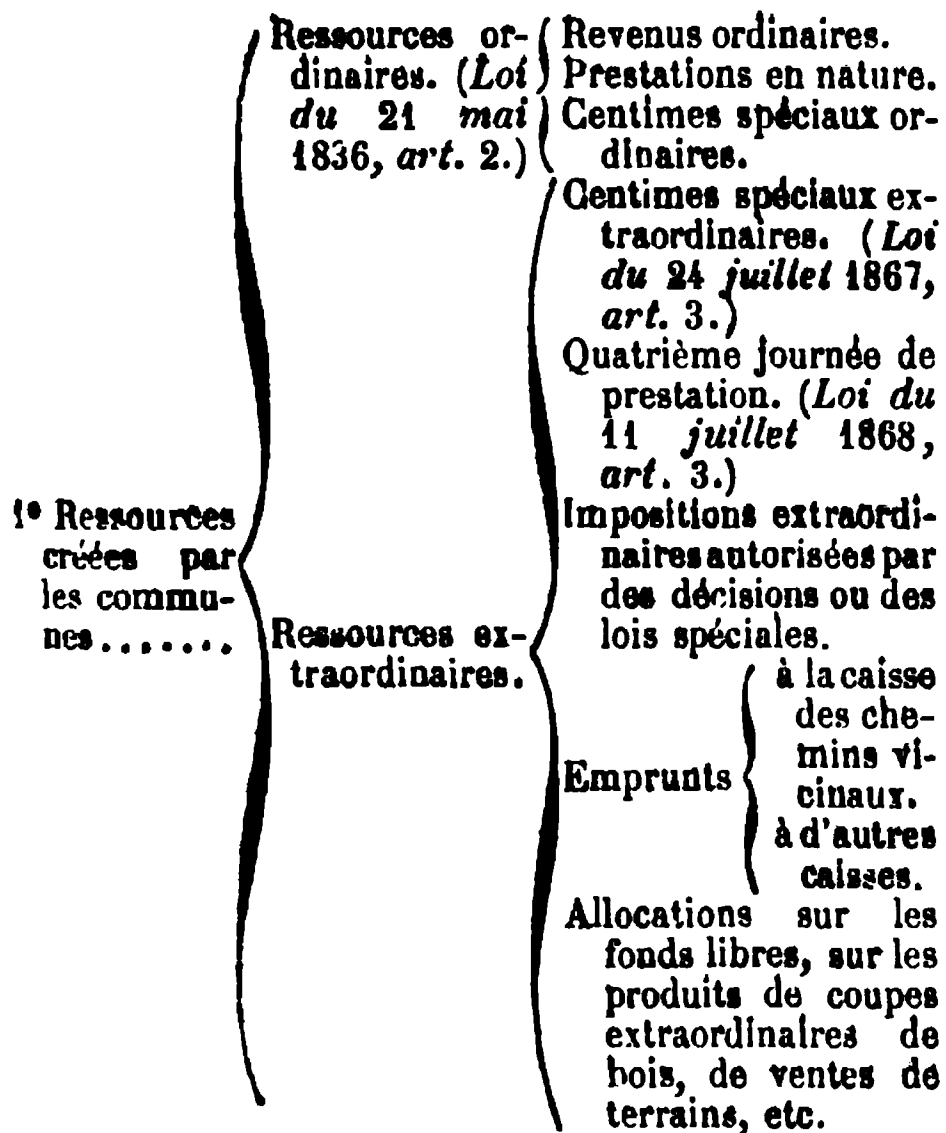 1° Ressources
créées par
les commu-
nes.......
Ressources or-
dinaires. (Loi
du 21 mai
1836, art. 2.)
Revenus ordinaires.
Prestations en nature.
Centimes spéciaux or-
dinaires.
Ressources ex-
traordinaires.
Centimes spéciaux ex-
traordinaires. (Loi
du 24 juillet 1867,
art. 3.)
Quatrième journée de
prestation. (Loi du
11 juillet 1868,
art. 3.)
Impositions extraordi-
naires autorisées par
des décisions ou des
lois spéciales.
Emprunts
à la caisse
des che-
mins vi-
cinaux.
à d'autres
caisses.
Allocations sur les
fonds libres, sur les
produits de coupes
extraordinaires de
bois, de ventes de
terrains, etc.